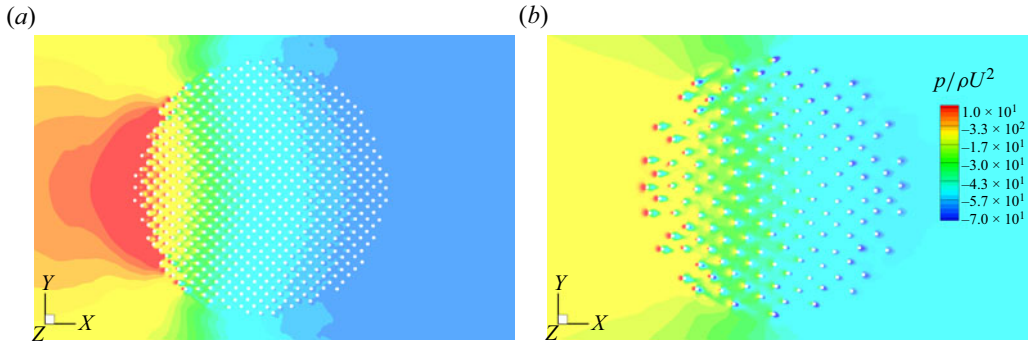 (a)
(b)
p/ρU²
1.0 × 10¹
–3.3 × 10²
–1.7 × 10¹
–3.0 × 10¹
–4.3 × 10¹
–5.7 × 10¹
–7.0 × 10¹
Y
Z
X
Y
Z
X